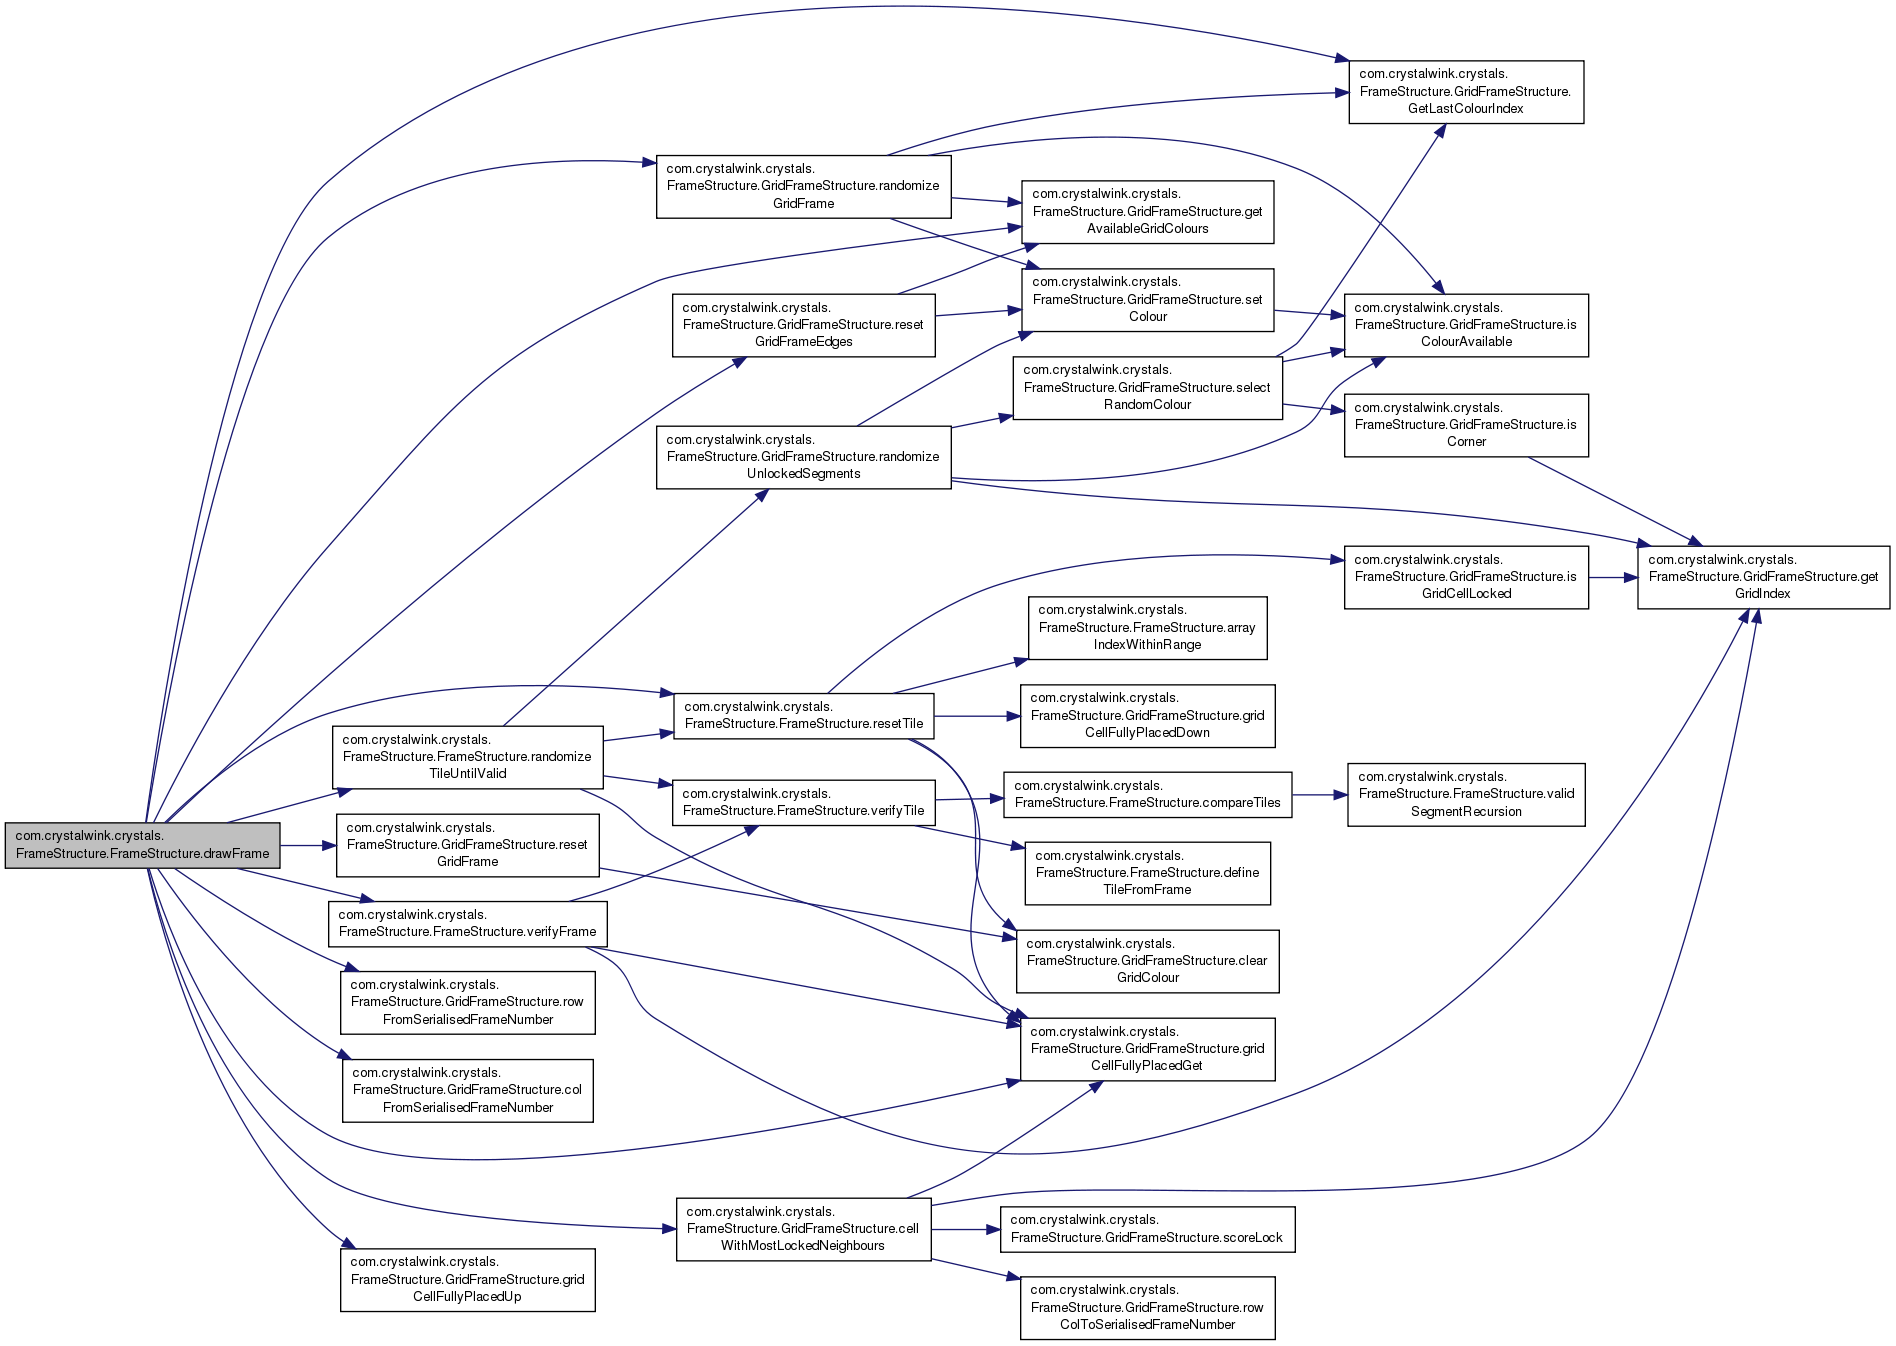 com.crystalwink.crystals.
FrameStructure.FrameStructure.drawFrame
com.crystalwink.crystals.
FrameStructure.FrameStructure.randomize
TileUntilValid
com.crystalwink.crystals.
FrameStructure.GridFrameStructure.reset
GridFrame
com.crystalwink.crystals.
FrameStructure.FrameStructure.verifyFrame
com.crystalwink.crystals.
FrameStructure.GridFrameStructure.row
FromSerialisedFrameNumber
com.crystalwink.crystals.
FrameStructure.GridFrameStructure.col
FromSerialisedFrameNumber
com.crystalwink.crystals.
FrameStructure.GridFrameStructure.grid
CellFullyPlacedUp
com.crystalwink.crystals.
FrameStructure.GridFrameStructure.randomize
GridFrame
com.crystalwink.crystals.
FrameStructure.GridFrameStructure.reset
GridFrameEdges
com.crystalwink.crystals.
FrameStructure.GridFrameStructure.randomize
UnlockedSegments
com.crystalwink.crystals.
FrameStructure.FrameStructure.resetTile
com.crystalwink.crystals.
FrameStructure.FrameStructure.verifyTile
com.crystalwink.crystals.
FrameStructure.GridFrameStructure.cell
WithMostLockedNeighbours
com.crystalwink.crystals.
FrameStructure.GridFrameStructure.get
AvailableGridColours
com.crystalwink.crystals.
FrameStructure.GridFrameStructure.set
Colour
com.crystalwink.crystals.
FrameStructure.GridFrameStructure.select
RandomColour
com.crystalwink.crystals.
FrameStructure.FrameStructure.array
IndexWithinRange
com.crystalwink.crystals.
FrameStructure.GridFrameStructure.grid
CellFullyPlacedDown
com.crystalwink.crystals.
FrameStructure.FrameStructure.compareTiles
com.crystalwink.crystals.
FrameStructure.FrameStructure.define
TileFromFrame
com.crystalwink.crystals.
FrameStructure.GridFrameStructure.clear
GridColour
com.crystalwink.crystals.
FrameStructure.GridFrameStructure.grid
CellFullyPlacedGet
com.crystalwink.crystals.
FrameStructure.GridFrameStructure.scoreLock
com.crystalwink.crystals.
FrameStructure.GridFrameStructure.row
ColToSerialisedFrameNumber
com.crystalwink.crystals.
FrameStructure.GridFrameStructure.
GetLastColourIndex
com.crystalwink.crystals.
FrameStructure.GridFrameStructure.is
ColourAvailable
com.crystalwink.crystals.
FrameStructure.GridFrameStructure.is
Corner
com.crystalwink.crystals.
FrameStructure.GridFrameStructure.is
GridCellLocked
com.crystalwink.crystals.
FrameStructure.FrameStructure.valid
SegmentRecursion
com.crystalwink.crystals.
FrameStructure.GridFrameStructure.get
GridIndex